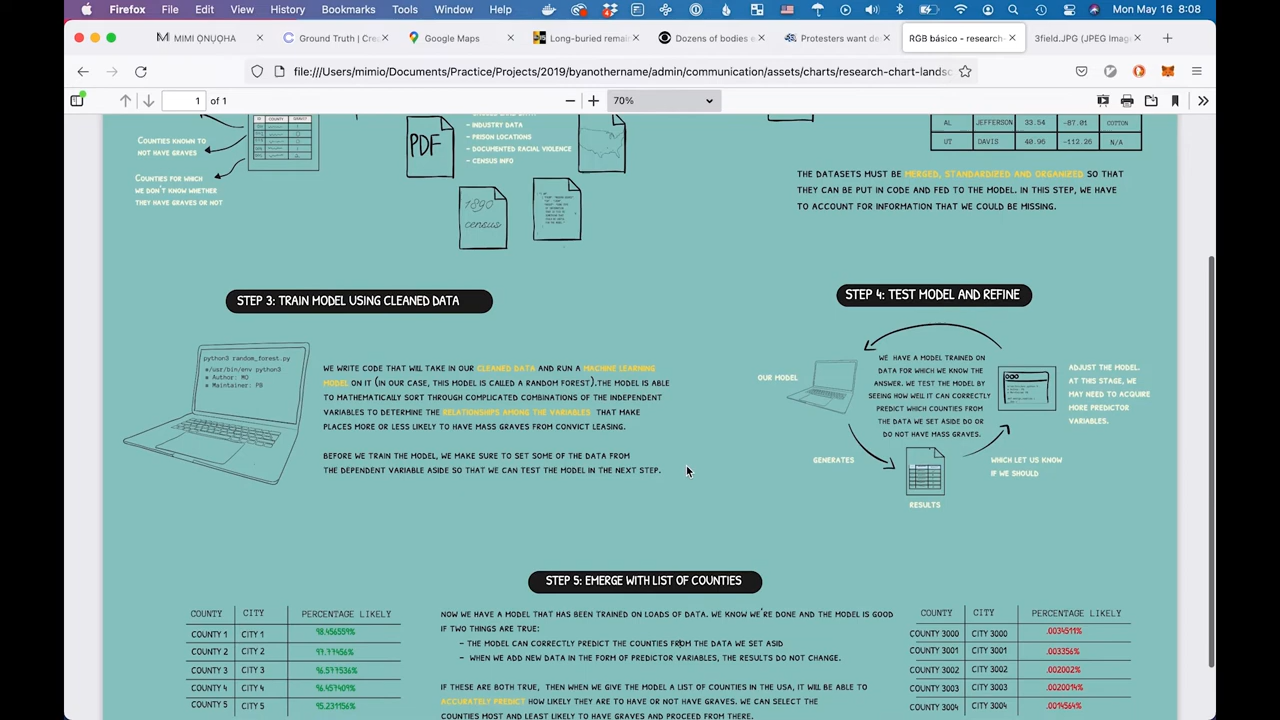 Firefox File Edit View History Bookmarks Tools Window Help Mon May 16 8:08
MIMI ỌNỤỌHA
Ground Truth | Cre
Google Maps
Long-buried remai
Dozens of bodies e
Protesters want de
RGB básico - research-
3field.JPG (JPEG Imag
file:///Users/mimio/Documents/Practice/Projects/2019/byanothername/admin/communication/assets/charts/research-chart-landsc
1 of 1
70%
COUNTIES KNOWN TO
NOT HAVE GRAVES
COUNTIES FOR WHICH
WE DON'T KNOW WHETHER
THEY HAVE GRAVES OR NOT
PDF
- INDUSTRY DATA
- PRISON LOCATIONS
- DOCUMENTED RACIAL VIOLENCE
- CENSUS INFO
1890
census
AL JEFFERSON 33.54 -87.01 COTTON
UT DAVIS 40.96 -112.26 N/A
THE DATASETS MUST BE MERGED, STANDARDIZED AND ORGANIZED SO THAT
THEY CAN BE PUT IN CODE AND FED TO THE MODEL. IN THIS STEP, WE HAVE
TO ACCOUNT FOR INFORMATION THAT WE COULD BE MISSING.
STEP 3: TRAIN MODEL USING CLEANED DATA
python3 random_forest.py
#/usr/bin/env python3
# Author: MO
# Maintainer: PB
WE WRITE CODE THAT WILL TAKE IN OUR CLEANED DATA AND RUN A MACHINE LEARNING
MODEL ON IT (IN OUR CASE, THIS MODEL IS CALLED A RANDOM FOREST).THE MODEL IS ABLE
TO MATHEMATICALLY SORT THROUGH COMPLICATED COMBINATIONS OF THE INDEPENDENT
VARIABLES TO DETERMINE THE RELATIONSHIPS AMONG THE VARIABLES THAT MAKE
PLACES MORE OR LESS LIKELY TO HAVE MASS GRAVES FROM CONVICT LEASING.
BEFORE WE TRAIN THE MODEL, WE MAKE SURE TO SET SOME OF THE DATA FROM
THE DEPENDENT VARIABLE ASIDE SO THAT WE CAN TEST THE MODEL IN THE NEXT STEP.
STEP 4: TEST MODEL AND REFINE
OUR MODEL
WE HAVE A MODEL TRAINED ON
DATA FOR WHICH WE KNOW THE
ANSWER. WE TEST THE MODEL BY
SEEING HOW WELL IT CAN CORRECTLY
PREDICT WHICH COUNTIES FROM
THE DATA WE SET ASIDE DO OR
DO NOT HAVE MASS GRAVES.
ADJUST THE MODEL.
AT THIS STAGE, WE
MAY NEED TO ACQUIRE
MORE PREDICTOR
VARIABLES.
GENERATES
WHICH LET US KNOW
IF WE SHOULD
RESULTS
STEP 5: EMERGE WITH LIST OF COUNTIES
COUNTY CITY PERCENTAGE LIKELY
COUNTY 1 CITY 1 98.456559%
COUNTY 2 CITY 2 97.77456%
COUNTY 3 CITY 3 96.577536%
COUNTY 4 CITY 4 96.457409%
COUNTY 5 CITY 5 95.231156%
NOW WE HAVE A MODEL THAT HAS BEEN TRAINED ON LOADS OF DATA. WE KNOW WE'RE DONE AND THE MODEL IS GOOD
IF TWO THINGS ARE TRUE:
- THE MODEL CAN CORRECTLY PREDICT THE COUNTIES FROM THE DATA WE SET ASID
- WHEN WE ADD NEW DATA IN THE FORM OF PREDICTOR VARIABLES, THE RESULTS DO NOT CHANGE.
IF THESE ARE BOTH TRUE, THEN WHEN WE GIVE THE MODEL A LIST OF COUNTIES IN THE USA, IT WILL BE ABLE TO
ACCURATELY PREDICT HOW LIKELY THEY ARE TO HAVE OR NOT HAVE GRAVES. WE CAN SELECT THE
COUNTIES MOST AND LEAST LIKELY TO HAVE GRAVES AND PROCEED FROM THERE.
COUNTY CITY PERCENTAGE LIKELY
COUNTY 3000 CITY 3000 .0034511%
COUNTY 3001 CITY 3001 .003356%
COUNTY 3002 CITY 3002 .002002%
COUNTY 3003 CITY 3003 .0020014%
COUNTY 3004 CITY 3004 .0014564%